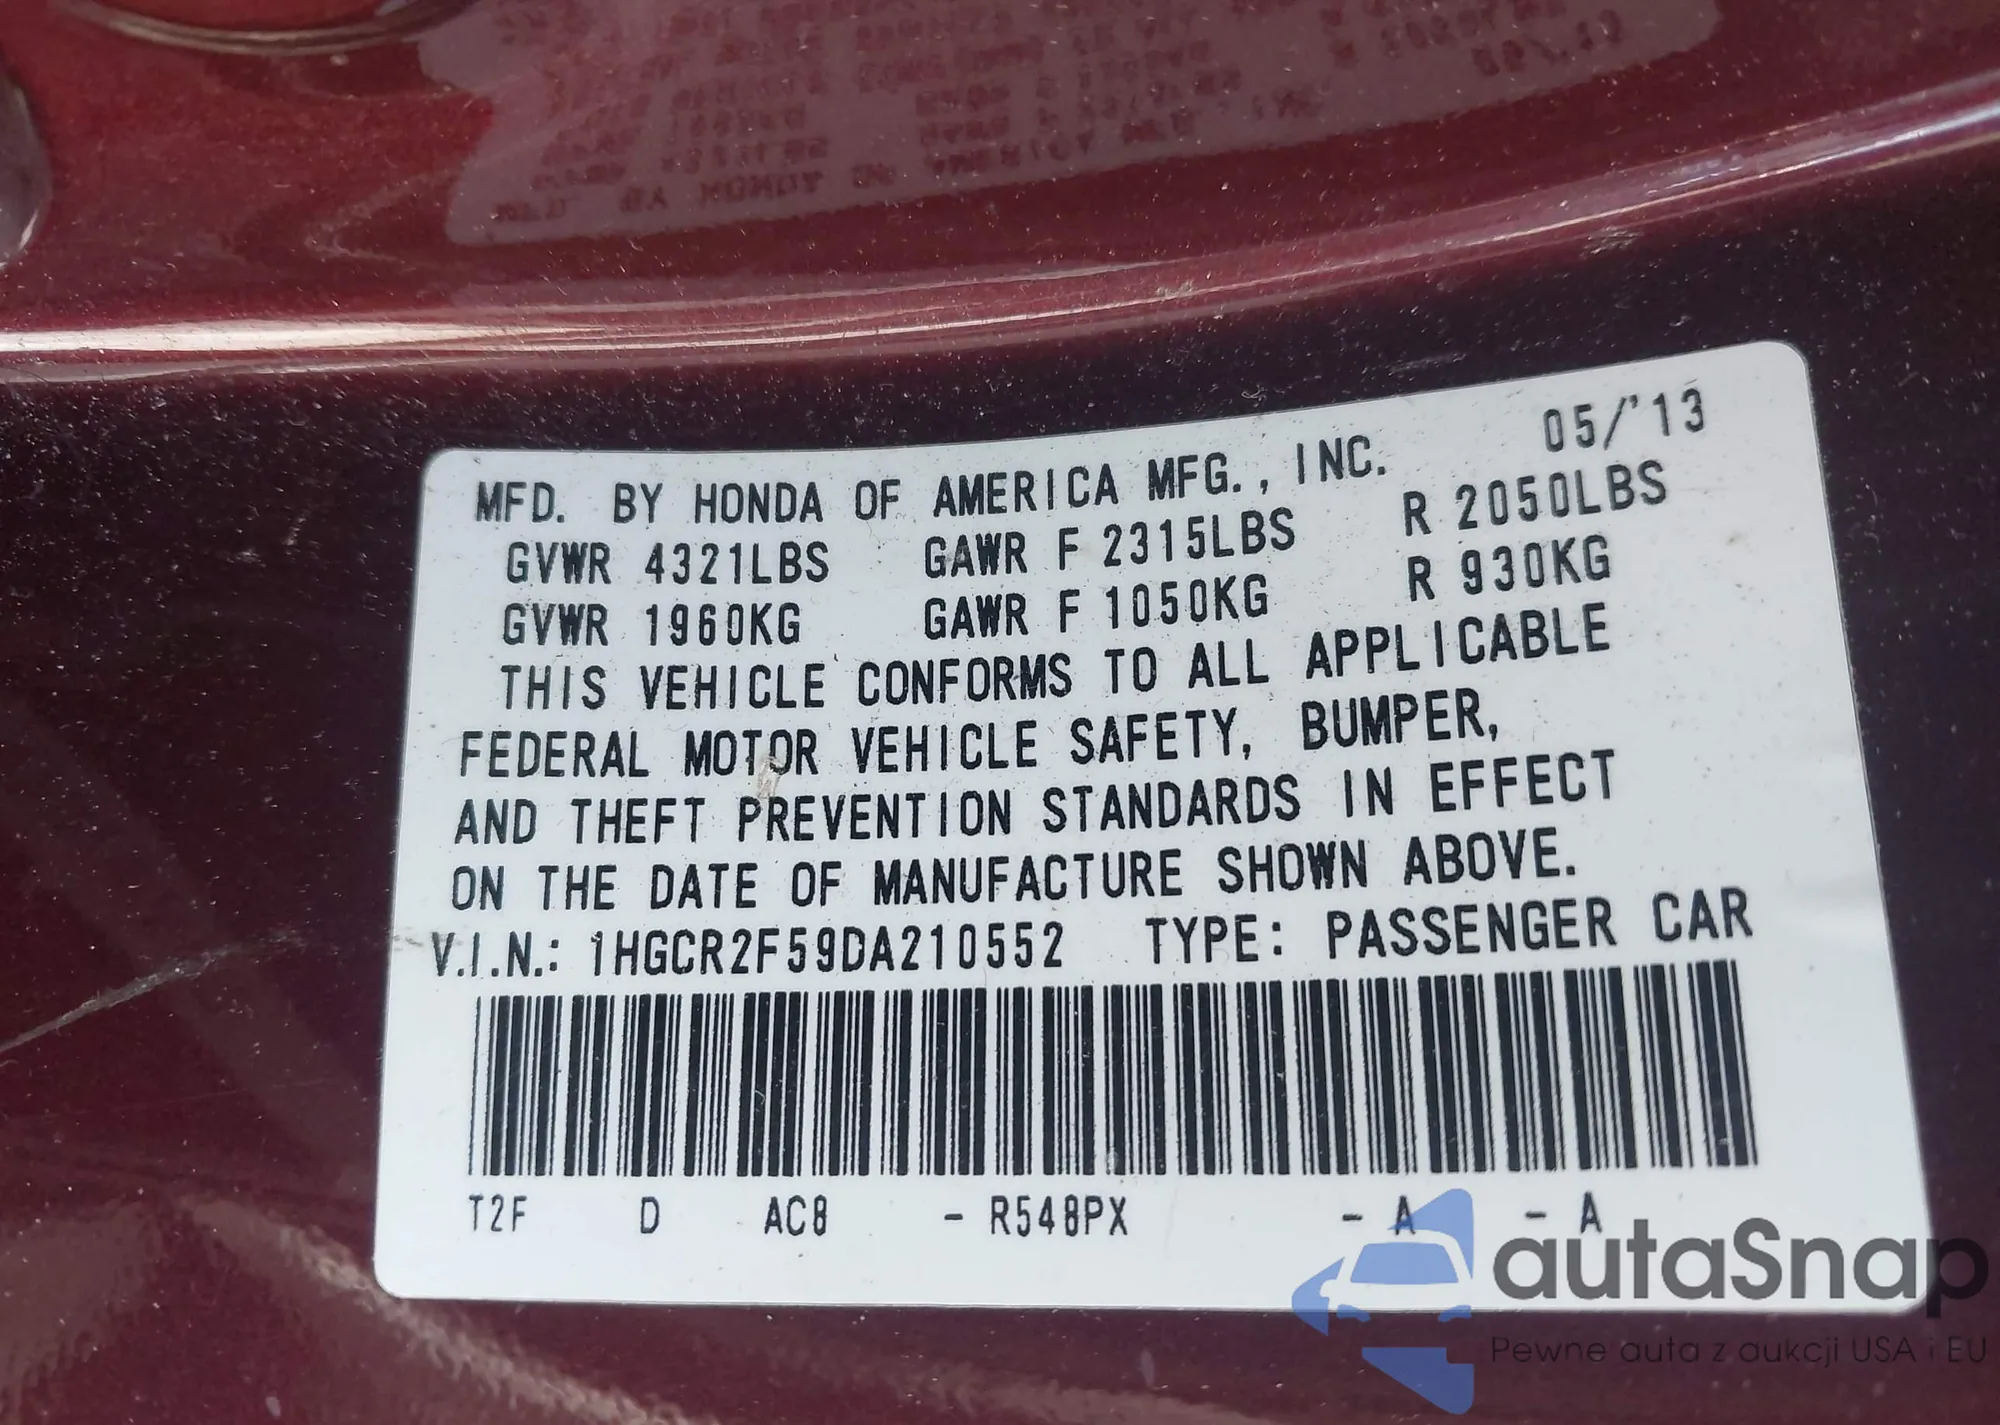 05/'13
MFD. BY HONDA OF AMERICA MFG., INC.
GVWR 4321LBS GAWR F 2315LBS R 2050LBS
GVWR 1960KG GAWR F 1050KG R 930KG
THIS VEHICLE CONFORMS TO ALL APPLICABLE
FEDERAL MOTOR VEHICLE SAFETY, BUMPER,
AND THEFT PREVENTION STANDARDS IN EFFECT
ON THE DATE OF MANUFACTURE SHOWN ABOVE.
V.I.N.: 1HGCR2F59DA210552 TYPE: PASSENGER CAR
T2F D AC8 - R548PX - A - A
autaSnap
Pewne auta z aukcji USA i EU